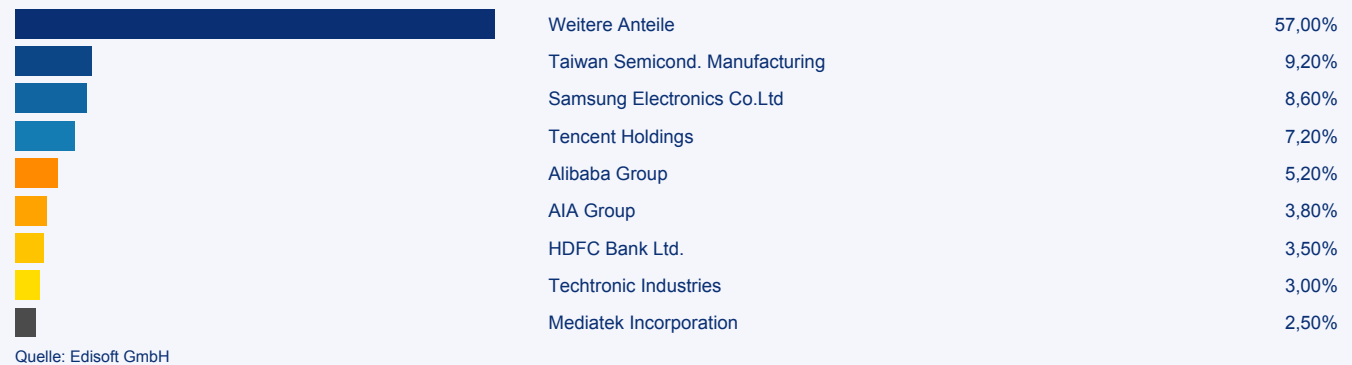 Weitere Anteile 57,00%
Taiwan Semicond. Manufacturing 9,20%
Samsung Electronics Co.Ltd 8,60%
Tencent Holdings 7,20%
Alibaba Group 5,20%
AIA Group 3,80%
HDFC Bank Ltd. 3,50%
Techtronic Industries 3,00%
Mediatek Incorporation 2,50%
Quelle: Edisoft GmbH